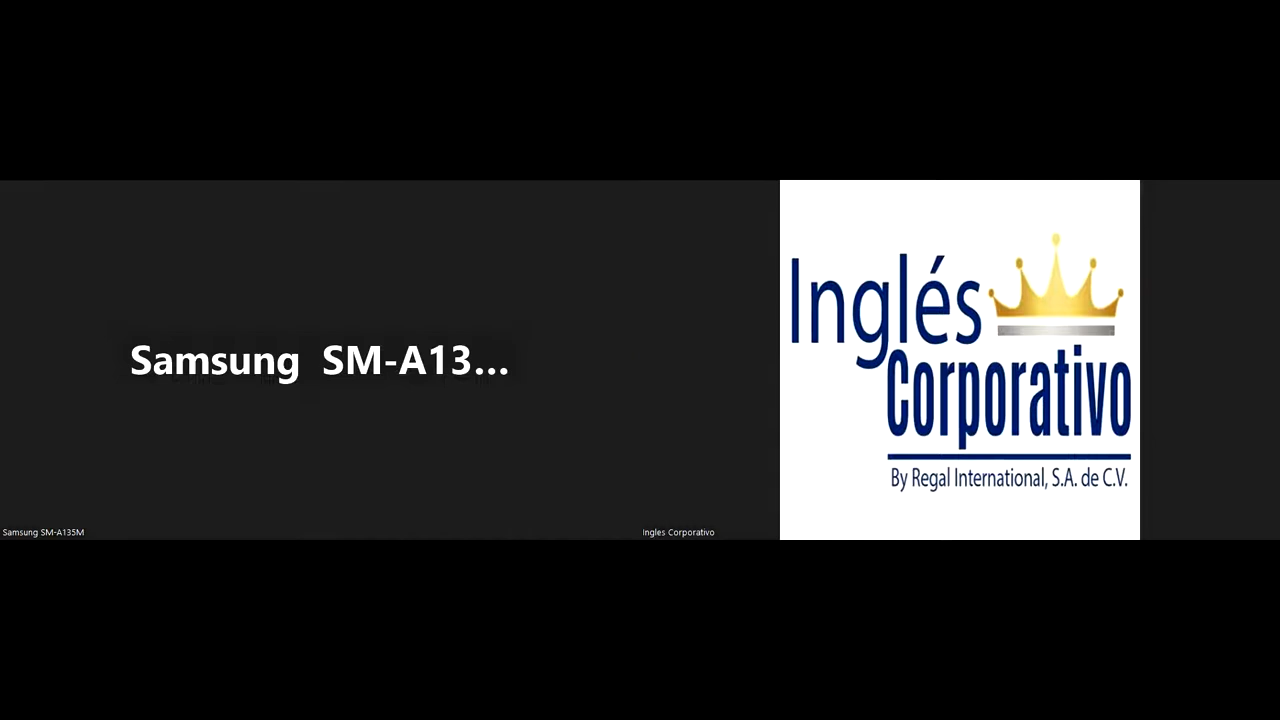 Samsung SM-A13...
Samsung SM-A135M
Inglés
Corporativo
By Regal International, S.A. de C.V.
Ingles Corporativo